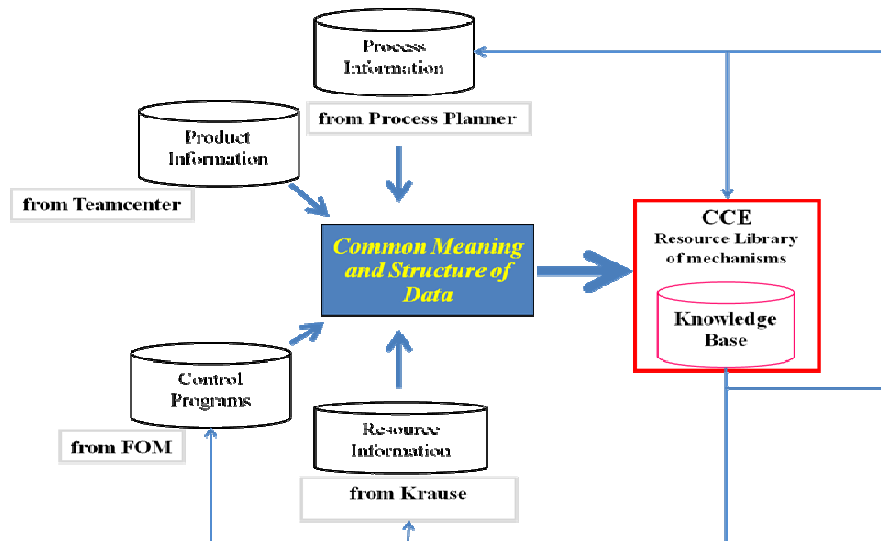 Process
Information
from Process Planner
Product
Information
from Teamcenter
Common Meaning
and Structure of
Data
CCE
Resource Library
of mechanisms
Knowledge
Base
Control
Programs
from FOM
Resource
Information
from Krause